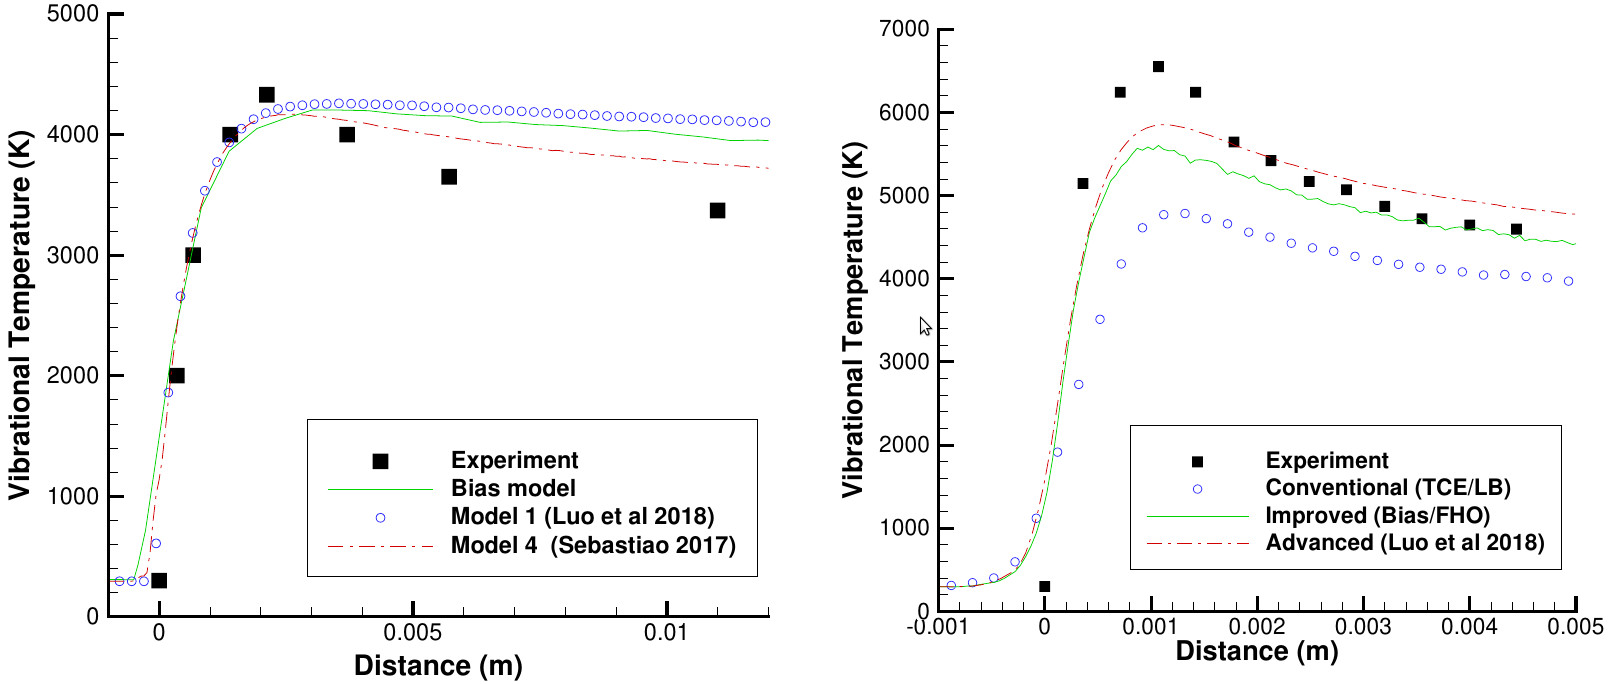 5000
4000
3000
2000
1000
0
Vibrational Temperature (K)
0
0.005
0.01
Distance (m)
Experiment
Bias model
Model 1 (Luo et al 2018)
Model 4 (Sebastiao 2017)
7000
6000
5000
4000
3000
2000
1000
0
Vibrational Temperature (K)
-0.001
0
0.001
0.002
0.003
0.004
0.005
Distance (m)
Experiment
Conventional (TCE/LB)
Improved (Bias/FHO)
Advanced (Luo et al 2018)